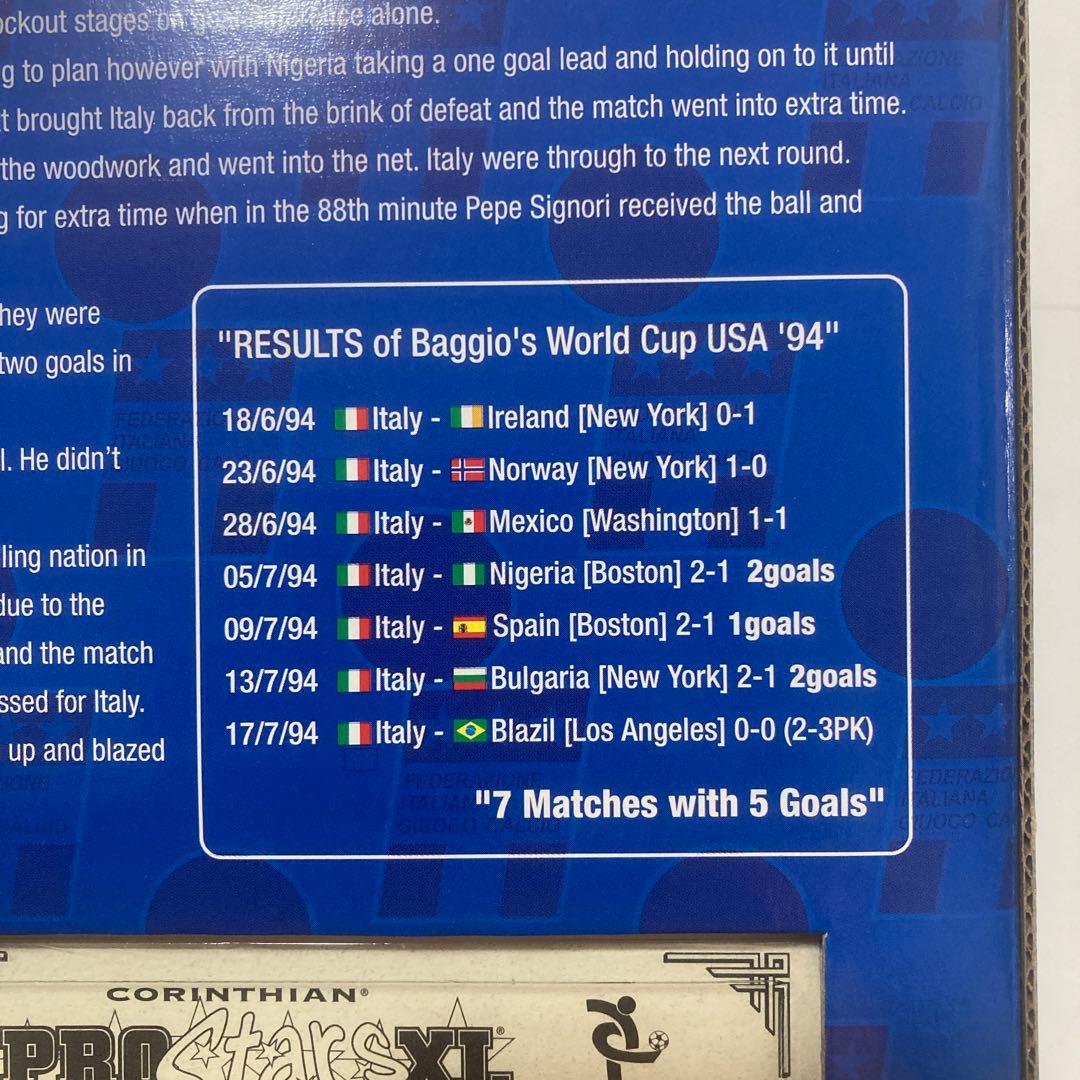 ockout stages on alone.
g to plan however with Nigeria taking a one goal lead and holding on to it until
t brought Italy back from the brink of defeat and the match went into extra time.
the woodwork and went into the net. Italy were through to the next round.
g for extra time when in the 88th minute Pepe Signori received the ball and
hey were
two goals in
l. He didn't
ling nation in
due to the
and the match
ssed for Italy.
up and blazed
"RESULTS of Baggio's World Cup USA '94"
18/6/94 Italy - Ireland [New York] 0-1
23/6/94 Italy - Norway [New York] 1-0
28/6/94 Italy - Mexico [Washington] 1-1
05/7/94 Italy - Nigeria [Boston] 2-1 2goals
09/7/94 Italy - Spain [Boston] 2-1 1goals
13/7/94 Italy - Bulgaria [New York] 2-1 2goals
17/7/94 Italy - Blazil [Los Angeles] 0-0 (2-3PK)
"7 Matches with 5 Goals"
CORINTHIAN®
PRO Stars XL®